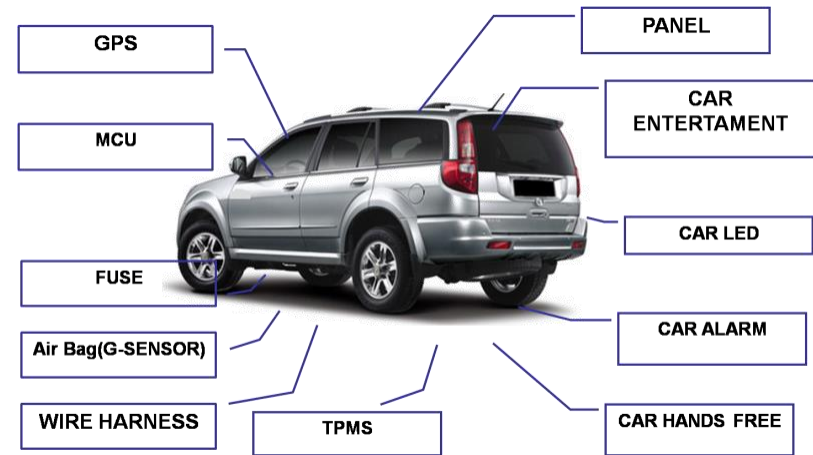 GPS
PANEL
CAR
ENTERTAMENT
MCU
CAR LED
FUSE
CAR ALARM
Air Bag(G-SENSOR)
WIRE HARNESS
TPMS
CAR HANDS FREE